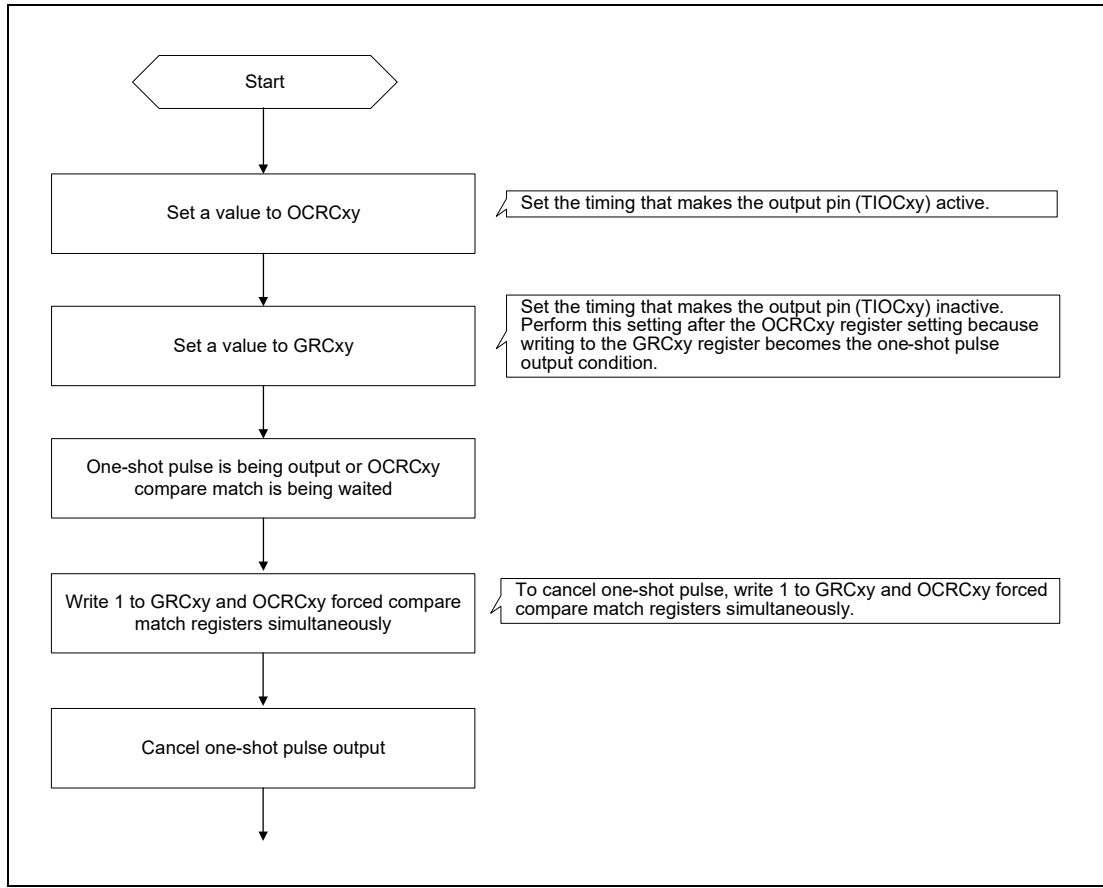 Start
Set a value to OCRCxy
Set the timing that makes the output pin (TIOCxy) active.
Set a value to GRCxy
Set the timing that makes the output pin (TIOCxy) inactive.
Perform this setting after the OCRCxy register setting because
writing to the GRCxy register becomes the one-shot pulse
output condition.
One-shot pulse is being output or OCRCxy
compare match is being waited
Write 1 to GRCxy and OCRCxy forced compare
match registers simultaneously
To cancel one-shot pulse, write 1 to GRCxy and OCRCxy forced
compare match registers simultaneously.
Cancel one-shot pulse output